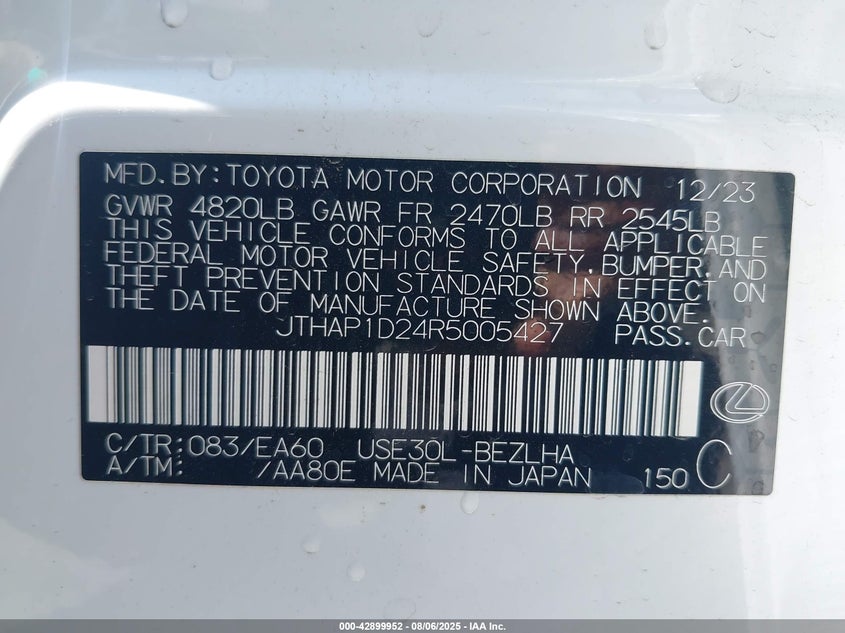 MFD.BY:TOYOTA MOTOR CORPORATION 12/23
GVWR 4820LB GAWR FR 2470LB RR 2545LB
THIS VEHICLE CONFORMS TO ALL APPLICABLE
FEDERAL MOTOR VEHICLE SAFETY,BUMPER,AND
THEFT PREVENTION STANDARDS IN EFFECT ON
THE DATE OF MANUFACTURE SHOWN ABOVE.
JTHAP1D24R5005427 PASS.CAR
C/TR:083/EA60 USE30L-BEZLHA
A/TM: /AA80E MADE IN JAPAN 150 C
000-42899952 - 08/06/2025 - IAA Inc.